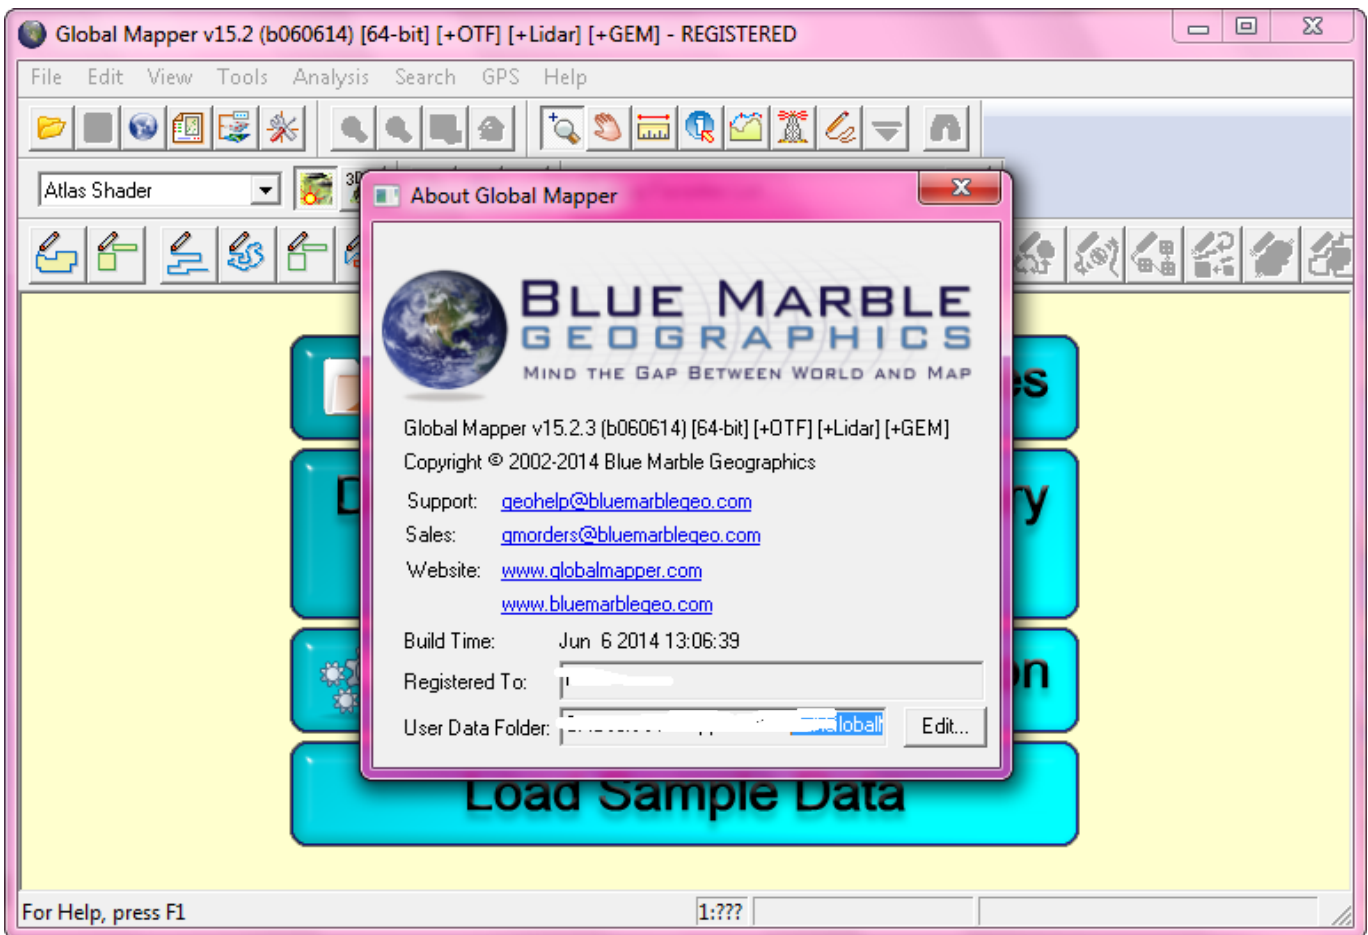 Global Mapper v15.2 (b060614) [64-bit] [+OTF] [+Lidar] [+GEM] - REGISTERED
File Edit View Tools Analysis Search GPS Help
Atlas Shader
About Global Mapper
BLUE MARBLE
GEOGRAPHICS
MIND THE GAP BETWEEN WORLD AND MAP
Global Mapper v15.2.3 (b060614) [64-bit] [+OTF] [+Lidar] [+GEM]
Copyright © 2002-2014 Blue Marble Geographics
Support: geohelp@bluemarblegeo.com
Sales: gmorders@bluemarblegeo.com
Website: www.globalmapper.com
www.bluemarblegeo.com
Build Time: Jun 6 2014 13:06:39
Registered To:
User Data Folder: Edit...
Load Sample Data
For Help, press F1 1:???